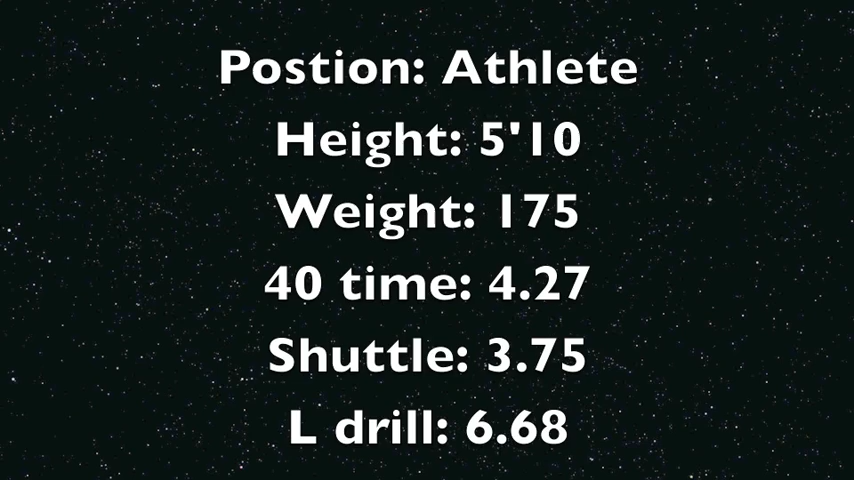 Postion: Athlete
Height: 5'10
Weight: 175
40 time: 4.27
Shuttle: 3.75
L drill: 6.68